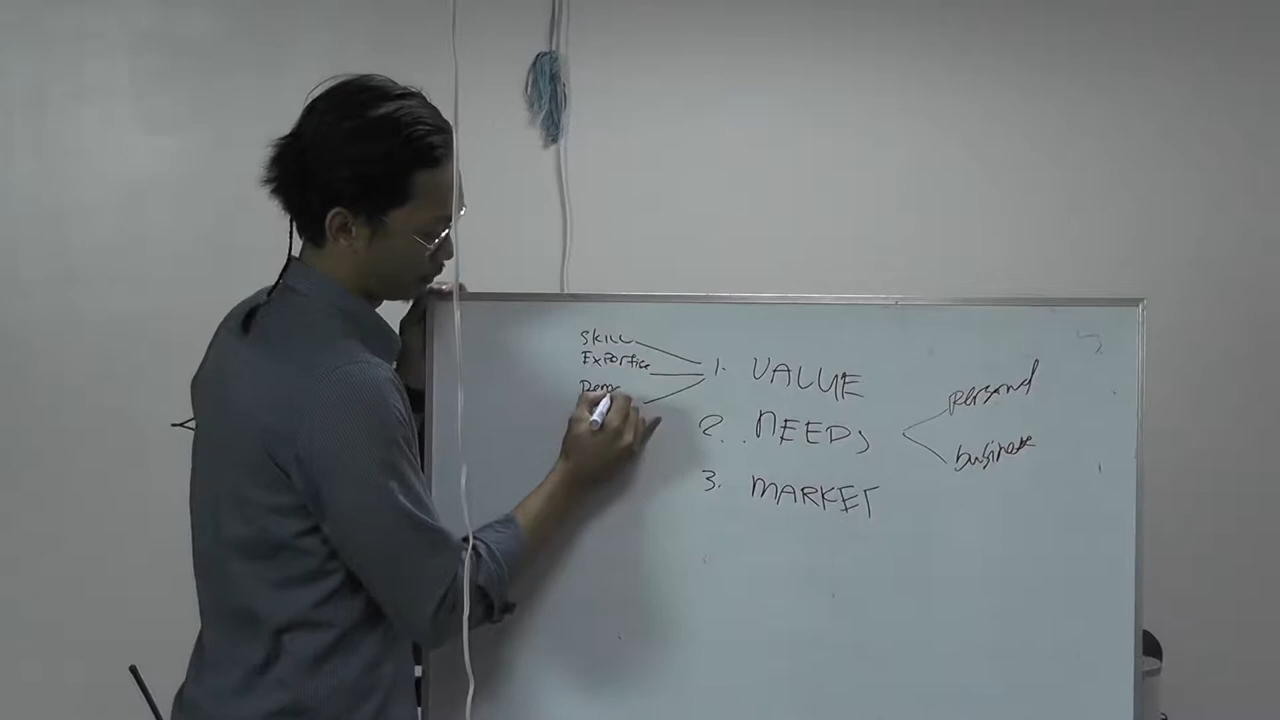 Skill
Expertise
1. VALUE
2. NEEDS
personal
business
3. MARKET